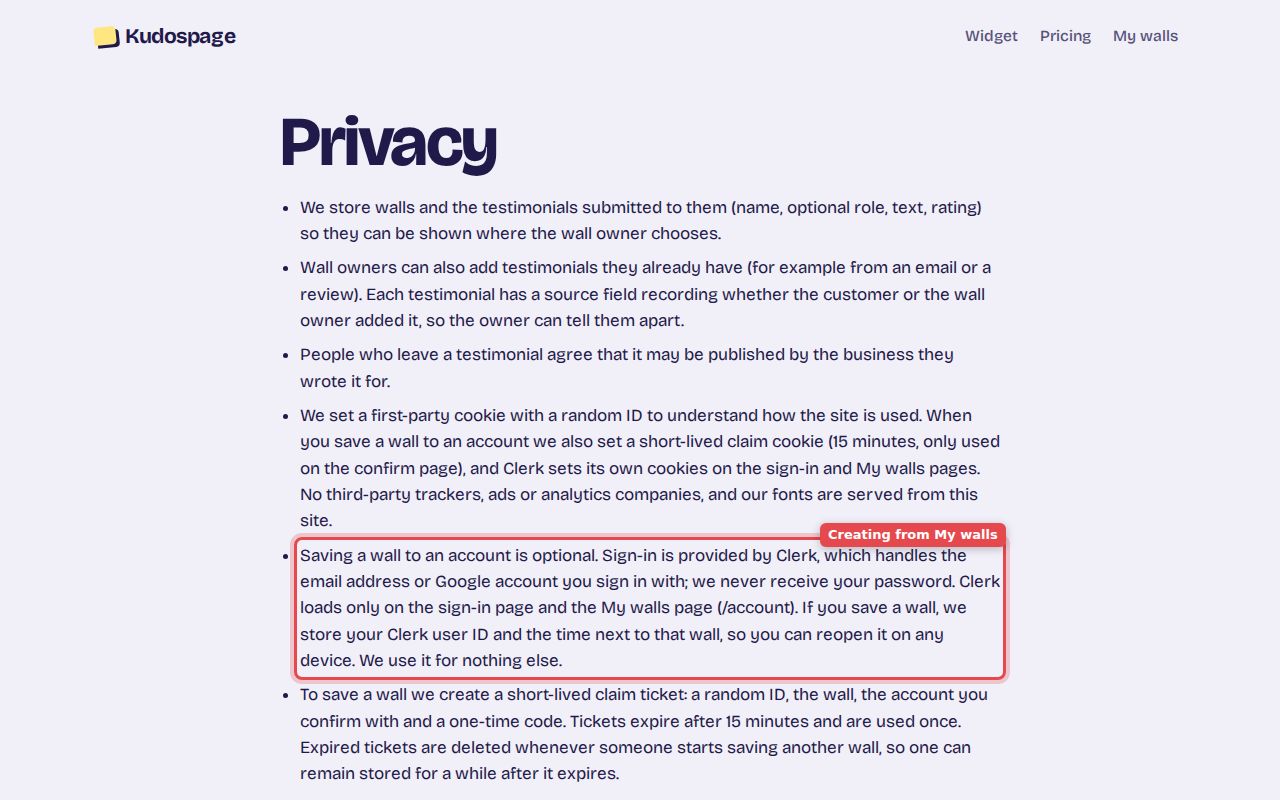 Kudospage
Widget
Pricing
My walls
Privacy
We store walls and the testimonials submitted to them (name, optional role, text, rating)
so they can be shown where the wall owner chooses.
Wall owners can also add testimonials they already have (for example from an email or a
review). Each testimonial has a source field recording whether the customer or the wall
owner added it, so the owner can tell them apart.
People who leave a testimonial agree that it may be published by the business they
wrote it for.
We set a first-party cookie with a random ID to understand how the site is used. When
you save a wall to an account we also set a short-lived claim cookie (15 minutes, only used
on the confirm page), and Clerk sets its own cookies on the sign-in and My walls pages.
No third-party trackers, ads or analytics companies, and our fonts are served from this
site.
Creating from My walls
Saving a wall to an account is optional. Sign-in is provided by Clerk, which handles the
email address or Google account you sign in with; we never receive your password. Clerk
loads only on the sign-in page and the My walls page (/account). If you save a wall, we
store your Clerk user ID and the time next to that wall, so you can reopen it on any
device. We use it for nothing else.
To save a wall we create a short-lived claim ticket: a random ID, the wall, the account you
confirm with and a one-time code. Tickets expire after 15 minutes and are used once.
Expired tickets are deleted whenever someone starts saving another wall, so one can
remain stored for a while after it expires.